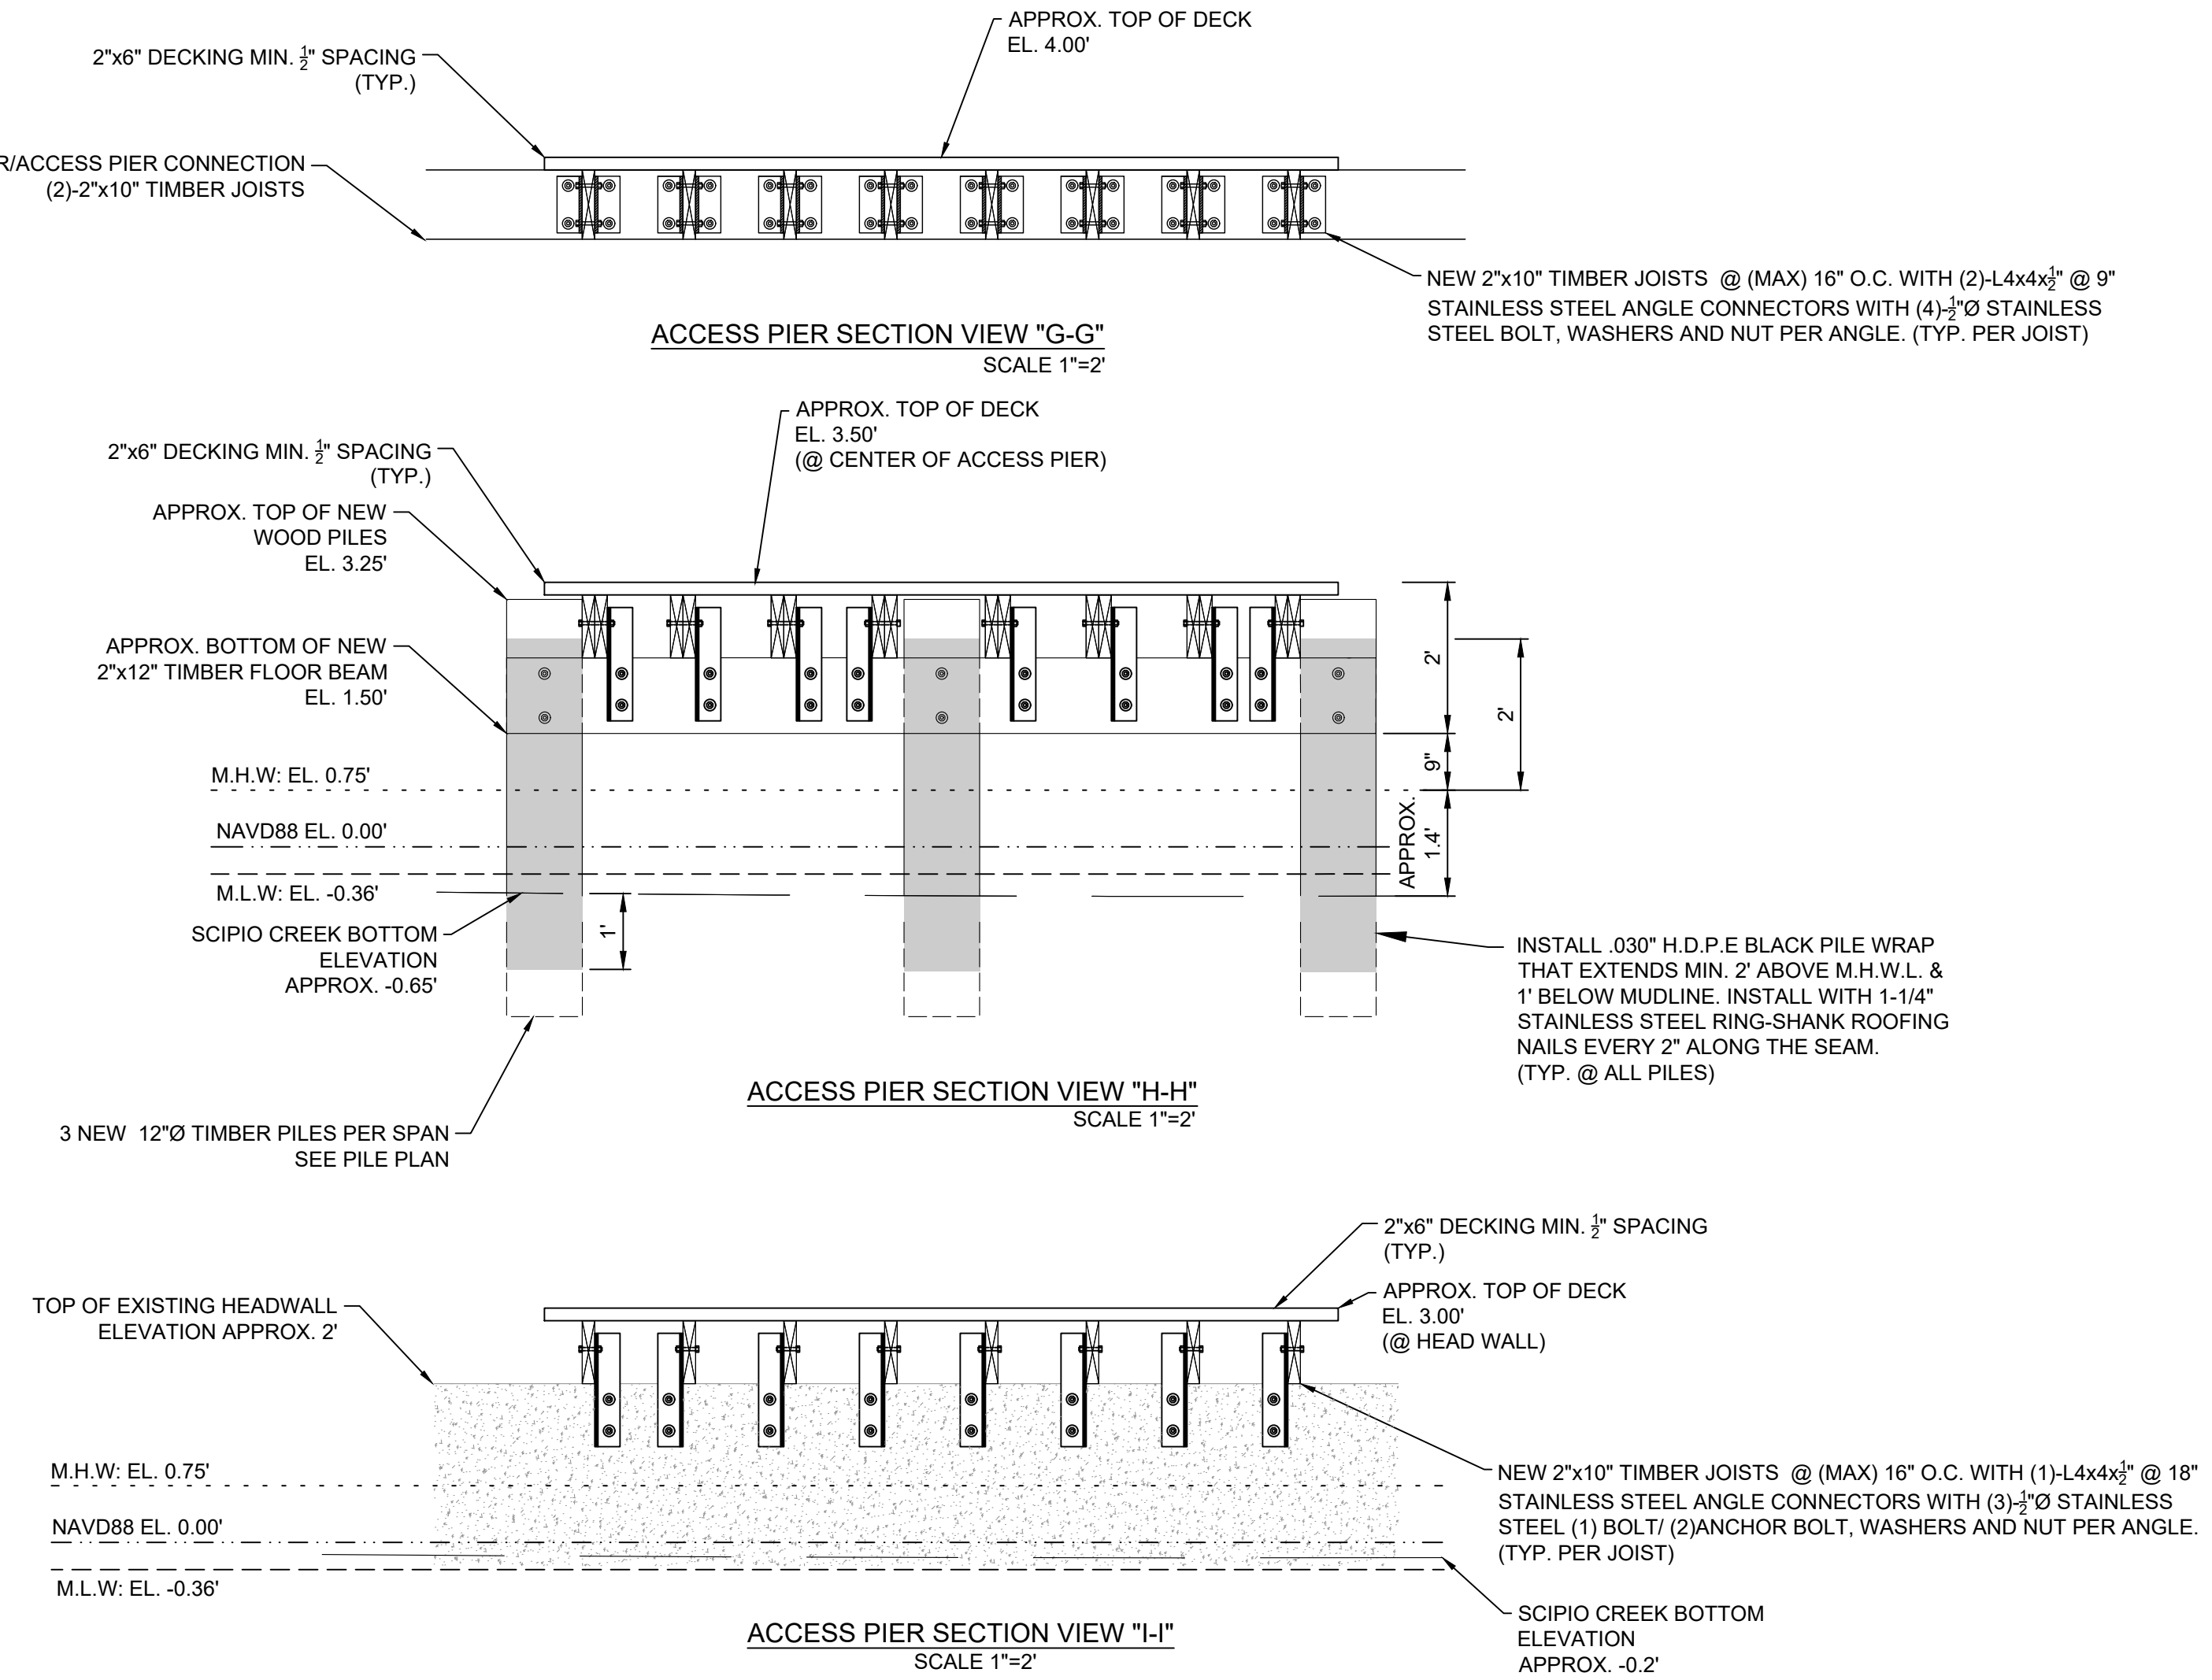 APPROX. TOP OF DECK
EL. 4.00'
2"x6" DECKING MIN. ½" SPACING
(TYP.)
R/ACCESS PIER CONNECTION
(2)-2"x10" TIMBER JOISTS
NEW 2"x10" TIMBER JOISTS @ (MAX) 16" O.C. WITH (2)-L4x4x½" @ 9"
STAINLESS STEEL ANGLE CONNECTORS WITH (4)-½"Ø STAINLESS
STEEL BOLT, WASHERS AND NUT PER ANGLE. (TYP. PER JOIST)
ACCESS PIER SECTION VIEW "G-G"
SCALE 1"=2'
APPROX. TOP OF DECK
EL. 3.50'
(@ CENTER OF ACCESS PIER)
2"x6" DECKING MIN. ½" SPACING
(TYP.)
APPROX. TOP OF NEW
WOOD PILES
EL. 3.25'
APPROX. BOTTOM OF NEW
2"x12" TIMBER FLOOR BEAM
EL. 1.50'
2'
2'
9"
APPROX.
1.4'
M.H.W: EL. 0.75'
NAVD88 EL. 0.00'
M.L.W: EL. -0.36'
1'
SCIPIO CREEK BOTTOM
ELEVATION
APPROX. -0.65'
INSTALL .030" H.D.P.E BLACK PILE WRAP
THAT EXTENDS MIN. 2' ABOVE M.H.W.L. &
1' BELOW MUDLINE. INSTALL WITH 1-1/4"
STAINLESS STEEL RING-SHANK ROOFING
NAILS EVERY 2" ALONG THE SEAM.
(TYP. @ ALL PILES)
ACCESS PIER SECTION VIEW "H-H"
SCALE 1"=2'
3 NEW 12"Ø TIMBER PILES PER SPAN
SEE PILE PLAN
2"x6" DECKING MIN. ½" SPACING
(TYP.)
TOP OF EXISTING HEADWALL
ELEVATION APPROX. 2'
APPROX. TOP OF DECK
EL. 3.00'
(@ HEAD WALL)
M.H.W: EL. 0.75'
NAVD88 EL. 0.00'
M.L.W: EL. -0.36'
NEW 2"x10" TIMBER JOISTS @ (MAX) 16" O.C. WITH (1)-L4x4x½" @ 18"
STAINLESS STEEL ANGLE CONNECTORS WITH (3)-½"Ø STAINLESS
STEEL (1) BOLT/ (2)ANCHOR BOLT, WASHERS AND NUT PER ANGLE.
(TYP. PER JOIST)
SCIPIO CREEK BOTTOM
ELEVATION
APPROX. -0.2'
ACCESS PIER SECTION VIEW "I-I"
SCALE 1"=2'